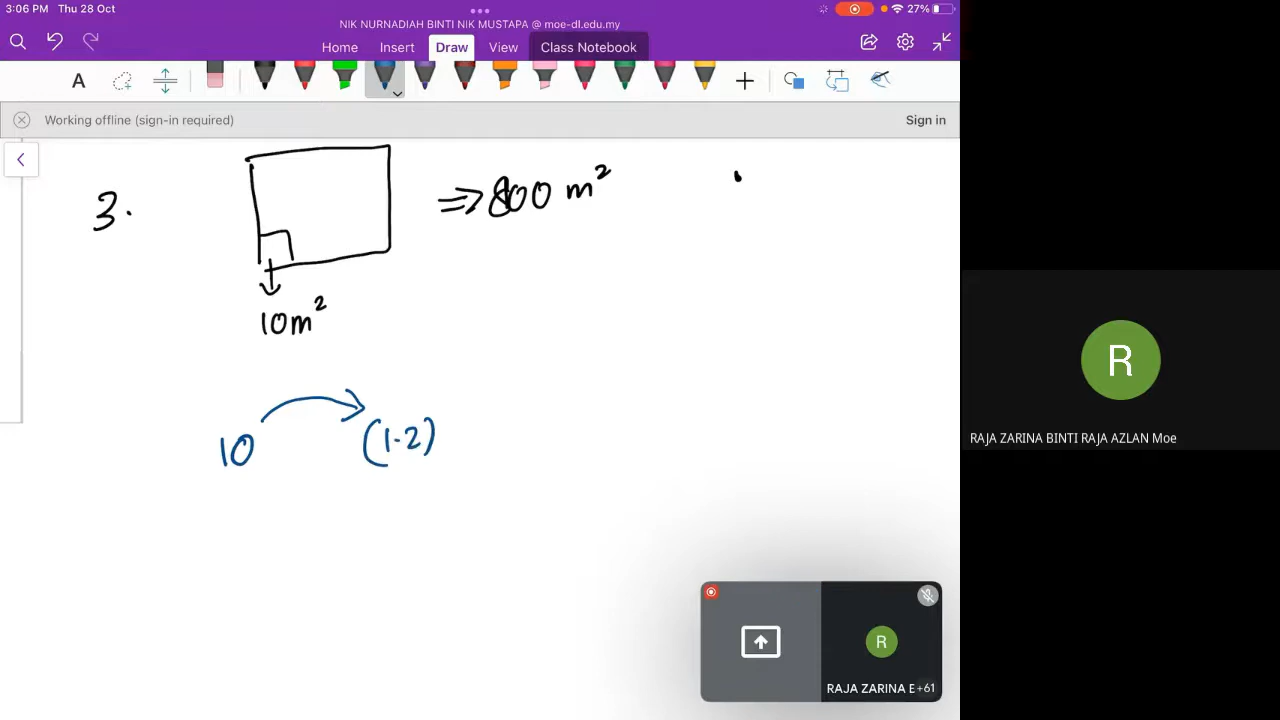 3:06 PM Thu 28 Oct
27%
NIK NURNADIAH BINTI NIK MUSTAPA @ moe-dl.edu.my
Home Insert Draw View Class Notebook
A
Working offline (sign-in required) Sign in
3. ⇒ 800 m²
10m²
10 (1.2)
R
RAJA ZARINA BINTI RAJA AZLAN Moe
R
RAJA ZARINA E +61